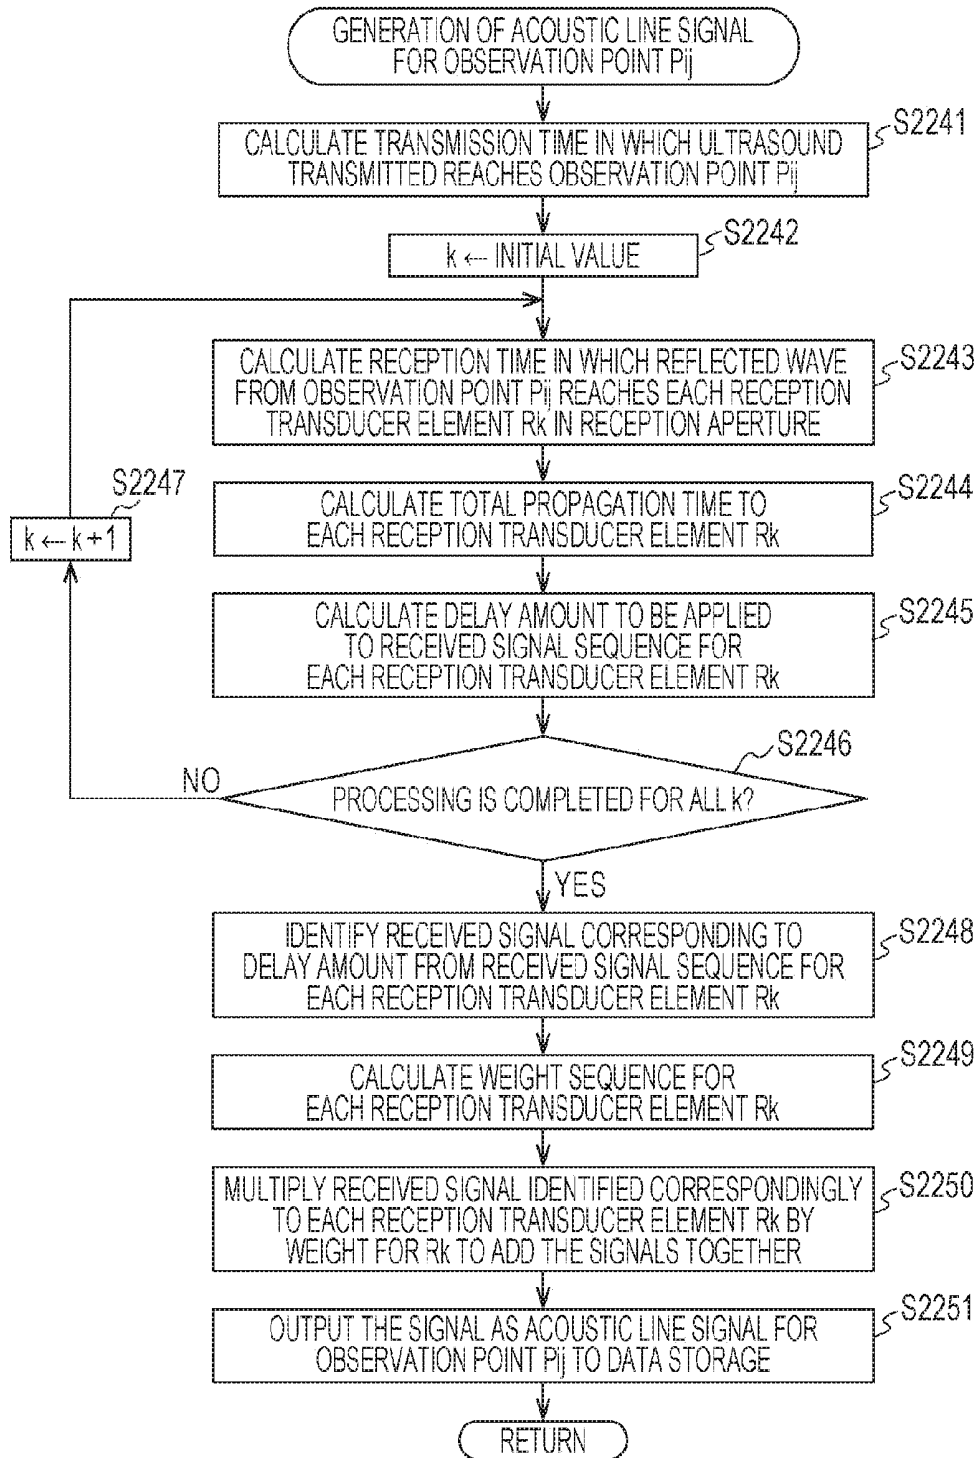 GENERATION OF ACOUSTIC LINE SIGNAL
FOR OBSERVATION POINT Pij
S2241
CALCULATE TRANSMISSION TIME IN WHICH ULTRASOUND
TRANSMITTED REACHES OBSERVATION POINT Pij
S2242
k ← INITIAL VALUE
S2243
CALCULATE RECEPTION TIME IN WHICH REFLECTED WAVE
FROM OBSERVATION POINT Pij REACHES EACH RECEPTION
TRANSDUCER ELEMENT Rk IN RECEPTION APERTURE
S2247
k ← k + 1
S2244
CALCULATE TOTAL PROPAGATION TIME TO
EACH RECEPTION TRANSDUCER ELEMENT Rk
S2245
CALCULATE DELAY AMOUNT TO BE APPLIED
TO RECEIVED SIGNAL SEQUENCE FOR
EACH RECEPTION TRANSDUCER ELEMENT Rk
S2246
NO
PROCESSING IS COMPLETED FOR ALL k?
YES
S2248
IDENTIFY RECEIVED SIGNAL CORRESPONDING TO
DELAY AMOUNT FROM RECEIVED SIGNAL SEQUENCE FOR
EACH RECEPTION TRANSDUCER ELEMENT Rk
S2249
CALCULATE WEIGHT SEQUENCE FOR
EACH RECEPTION TRANSDUCER ELEMENT Rk
S2250
MULTIPLY RECEIVED SIGNAL IDENTIFIED CORRESPONDINGLY
TO EACH RECEPTION TRANSDUCER ELEMENT Rk BY
WEIGHT FOR Rk TO ADD THE SIGNALS TOGETHER
S2251
OUTPUT THE SIGNAL AS ACOUSTIC LINE SIGNAL FOR
OBSERVATION POINT Pij TO DATA STORAGE
RETURN